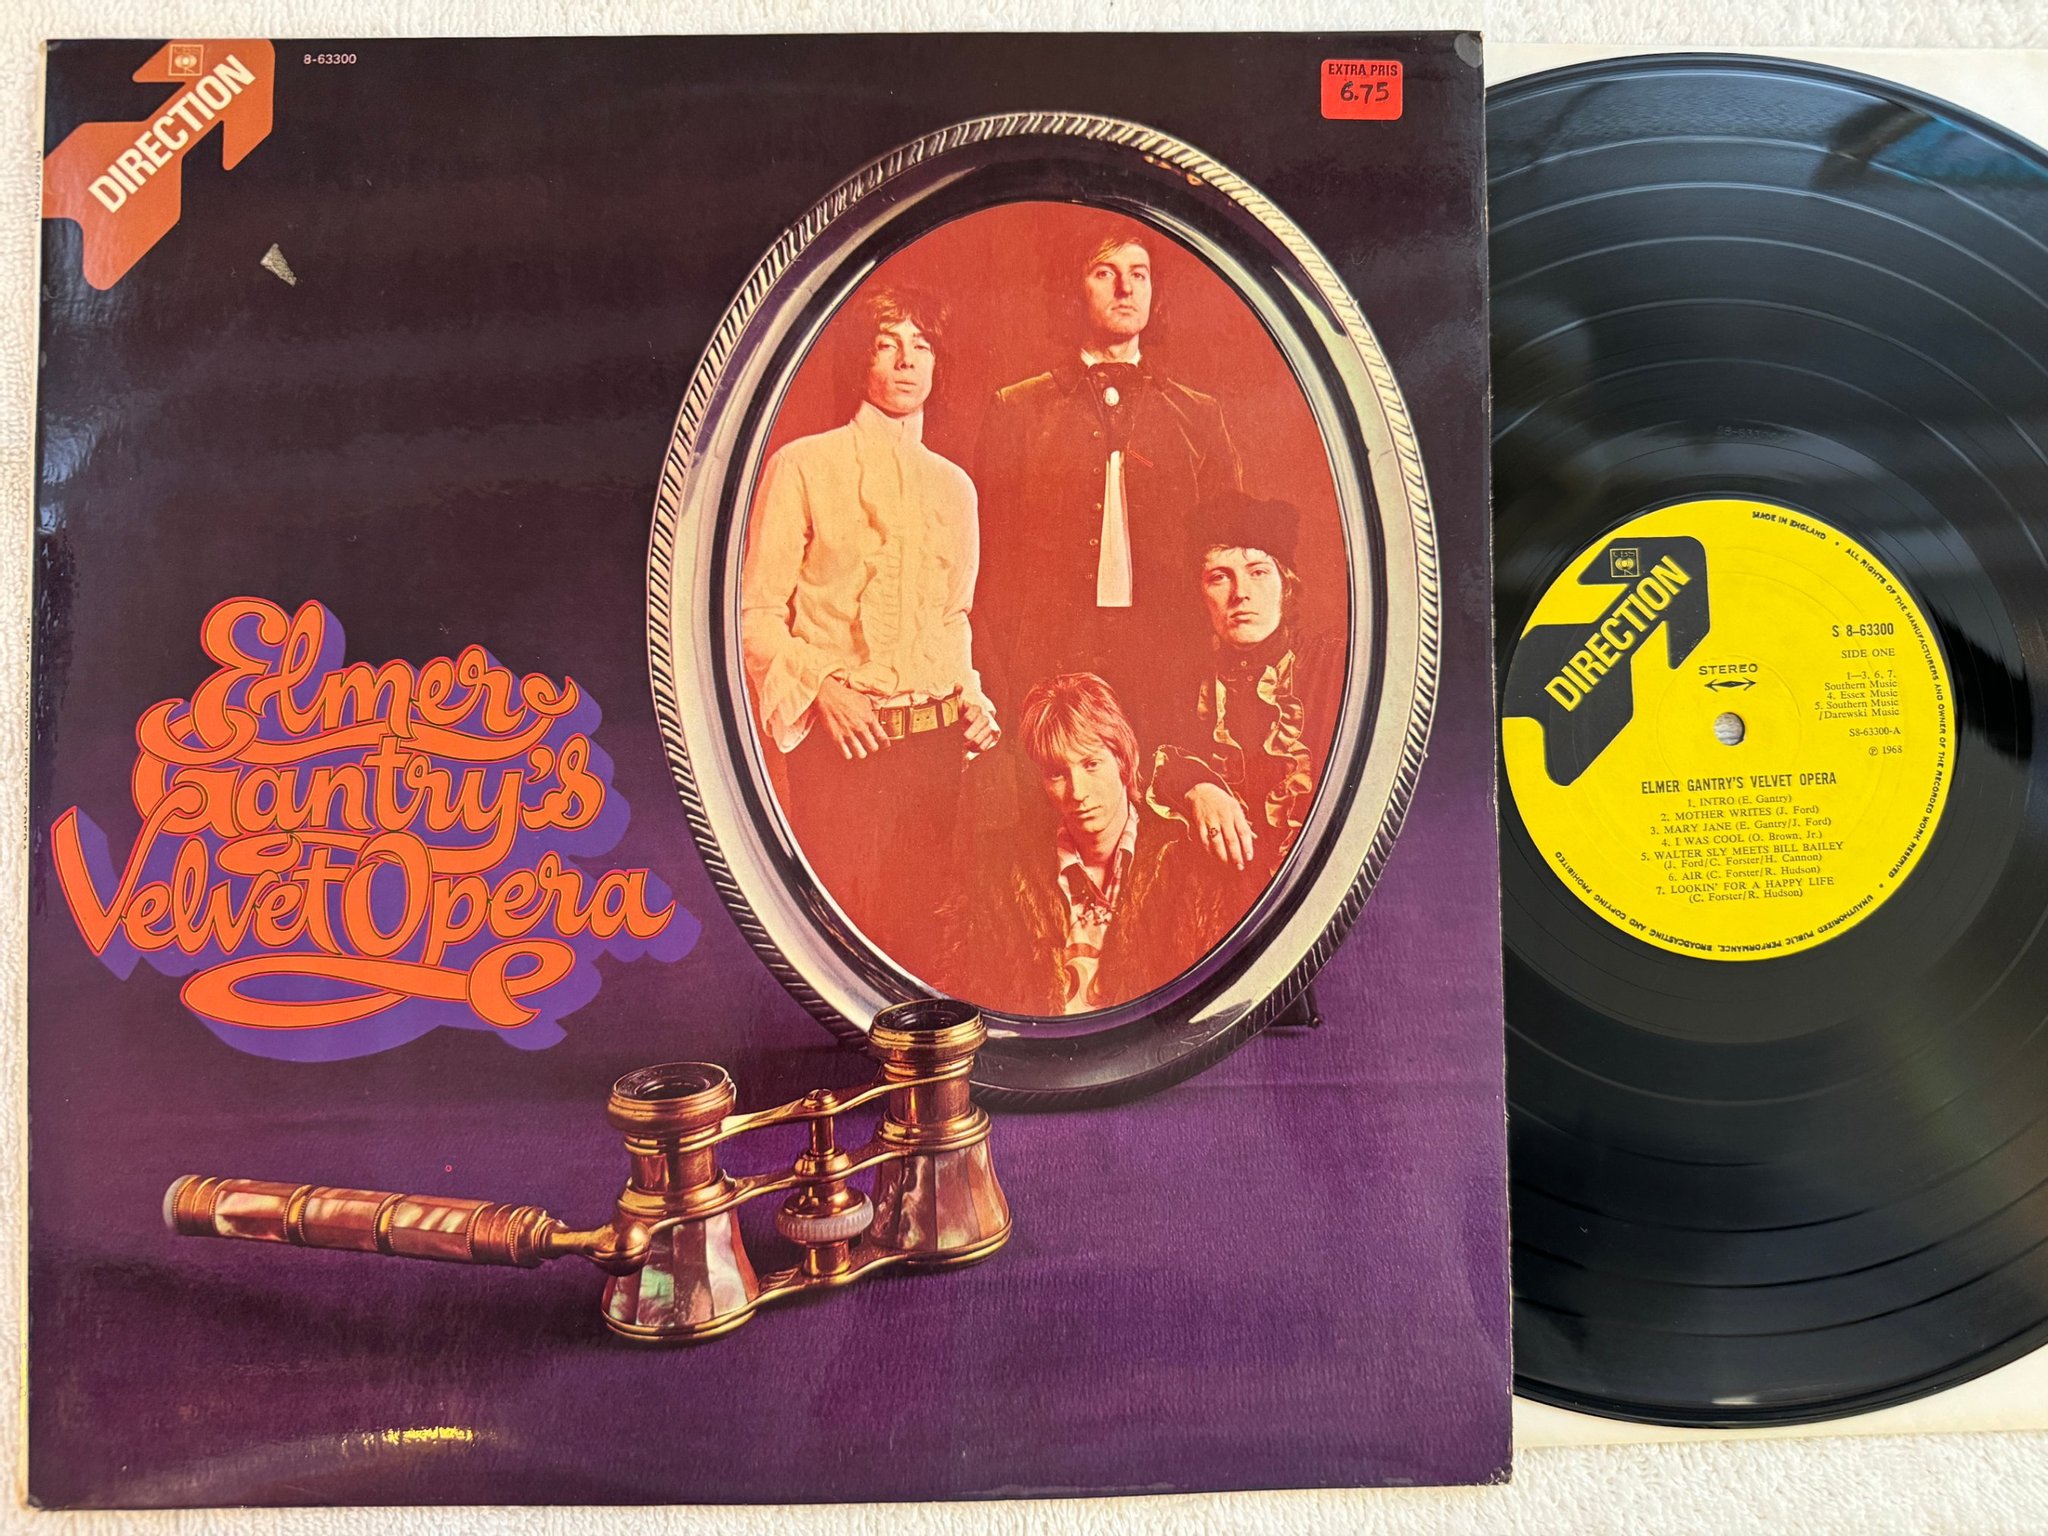 CBS
DIRECTION
8-63300
EXTRA PRIS
6.75
Elmer
Gantry's
Velvet Opera
DIRECTION
MADE IN ENGLAND • ALL RIGHTS OF THE MANUFACTURERS AND OWNER OF THE RECORDED WORK RESERVED • UNAUTHORISED PUBLIC PERFORMANCE, BROADCASTING AND COPYING PROHIBITED
S 8–63300
SIDE ONE
STEREO
1—3, 6, 7.
Southern Music
4. Essex Music
5. Southern Music
/Darewski Music
S8-63300-A
℗ 1968
ELMER GANTRY'S VELVET OPERA
1. INTRO (E. Gantry)
2. MOTHER WRITES (J. Ford)
3. MARY JANE (E. Gantry/J. Ford)
4. I WAS COOL (O. Brown, Jr.)
5. WALTER SLY MEETS BILL BAILEY
(J. Ford/C. Forster/H. Cannon)
6. AIR (C. Forster/R. Hudson)
7. LOOKIN' FOR A HAPPY LIFE
(C. Forster/R. Hudson)